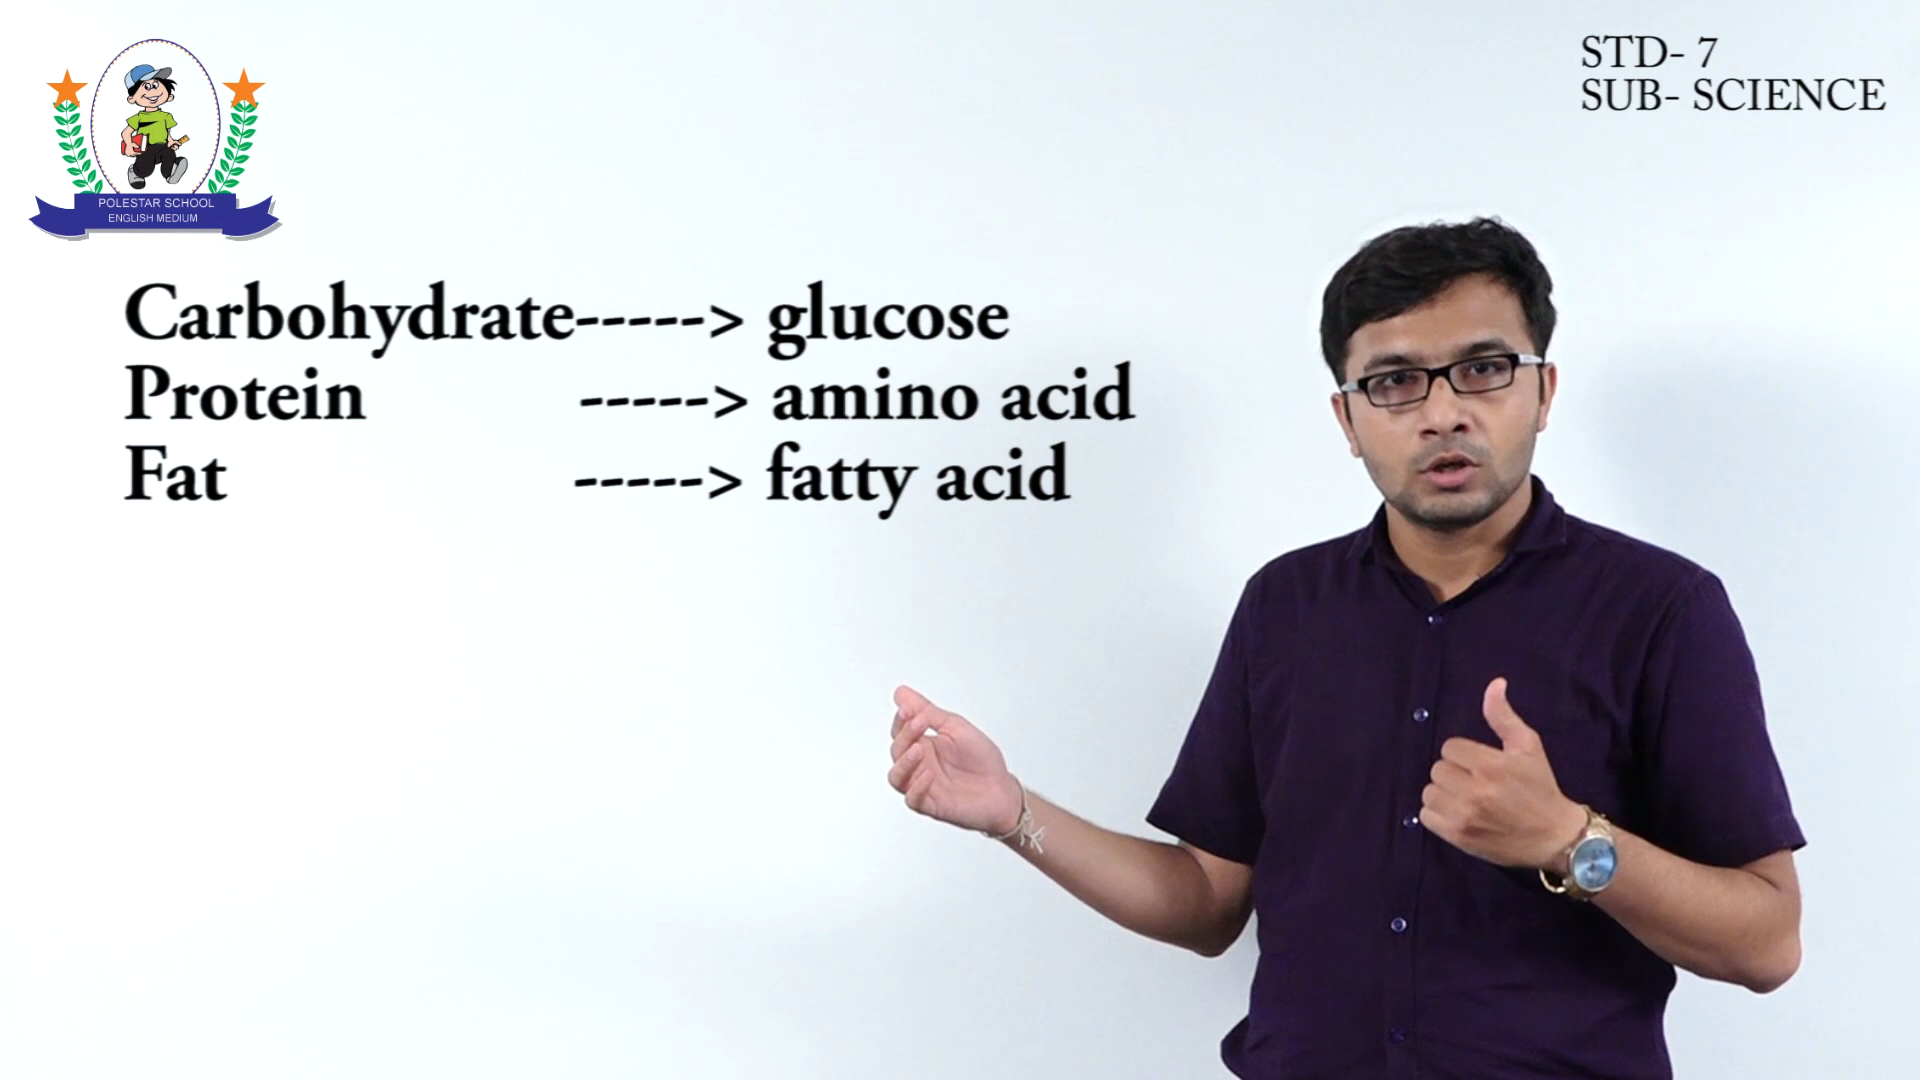 STD- 7
SUB- SCIENCE
POLESTAR SCHOOL
ENGLISH MEDIUM
Carbohydrate-----> glucose
Protein -----> amino acid
Fat -----> fatty acid